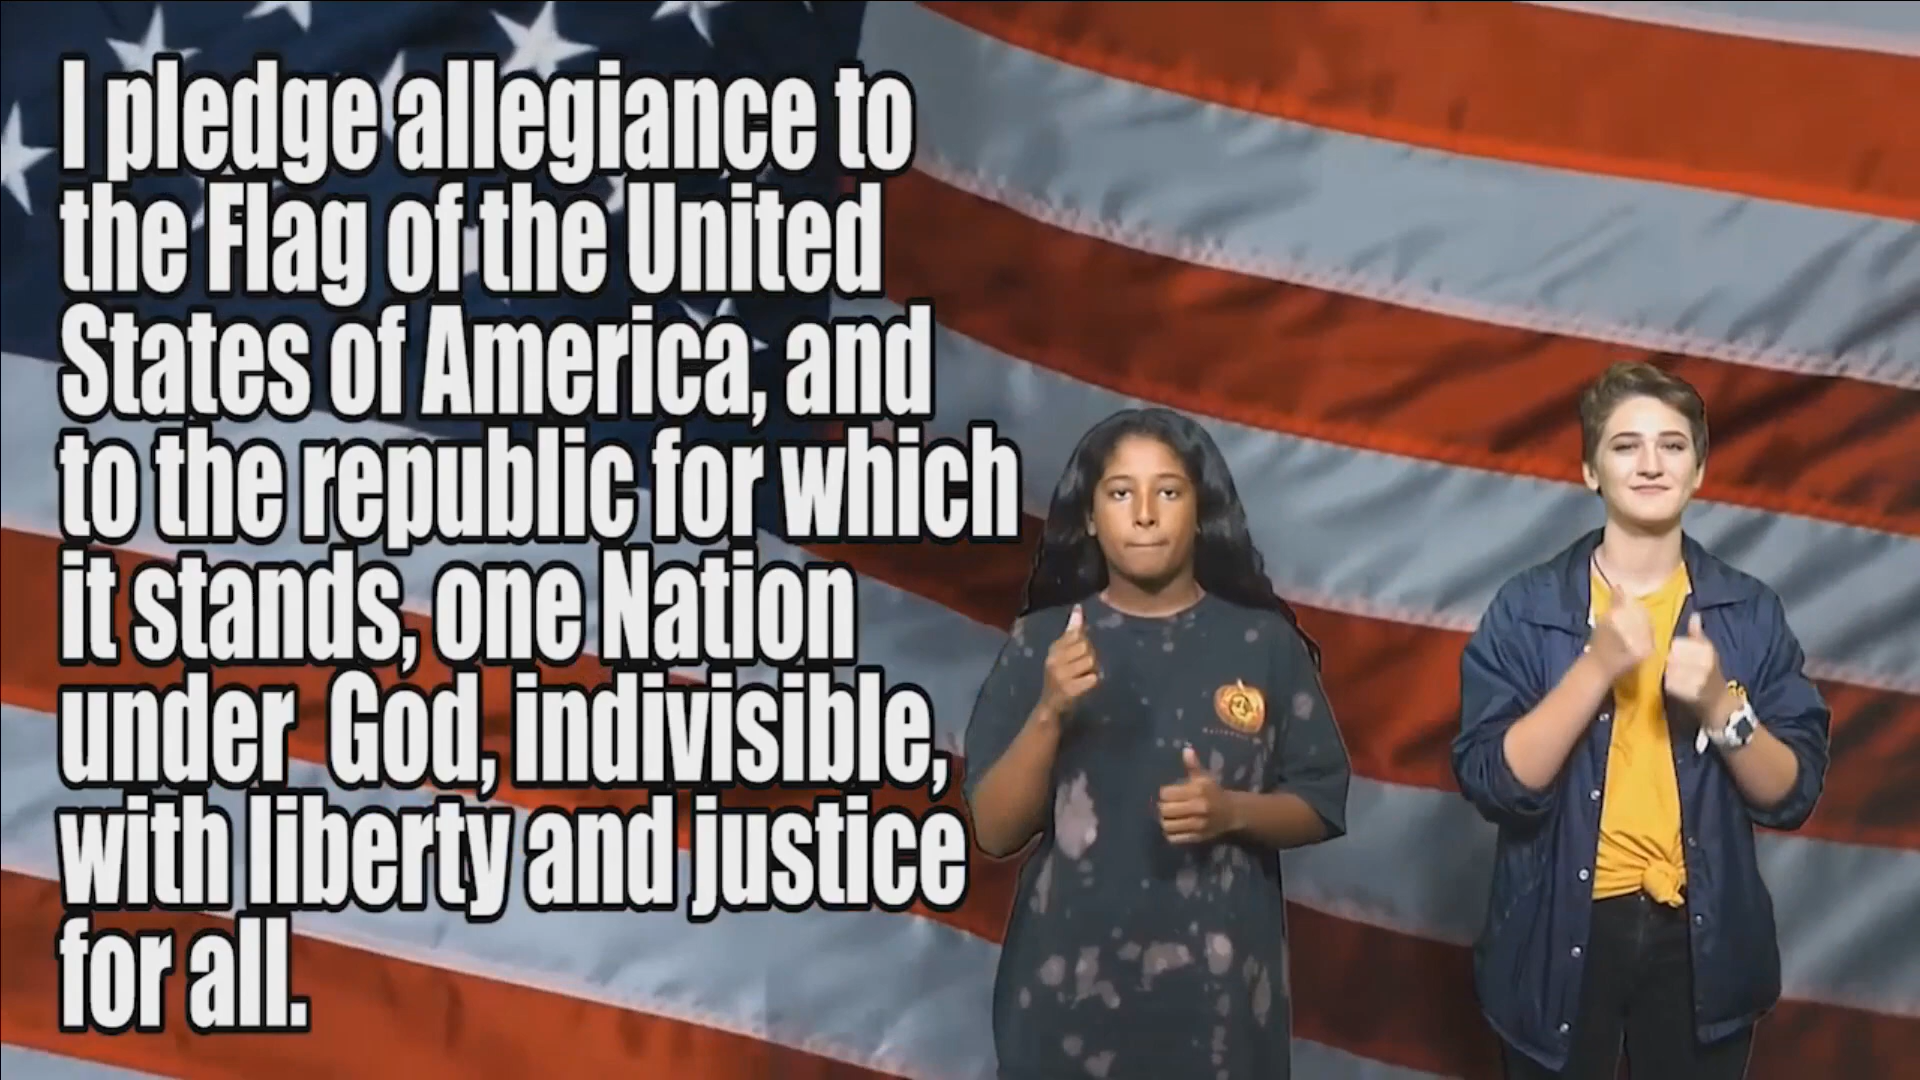 I pledge allegiance to
the Flag of the United
States of America, and
to the republic for which
it stands, one Nation
under God, indivisible,
with liberty and justice
for all.